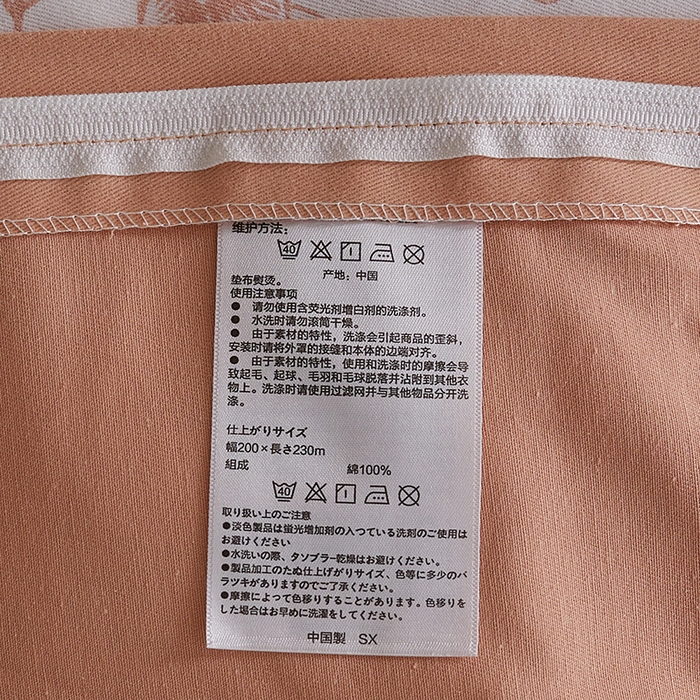 维护方法：
40
产地：中国
垫布熨烫。
使用注意事项
● 请勿使用含荧光剂增白剂的洗涤剂。
● 水洗时请勿滚筒干燥。
● 由于素材的特性，洗涤会引起商品的歪斜，
安装时请将外罩的接缝和本体的边端对齐。
● 由于素材的特性，使用和洗涤时的摩擦会导
致起毛、起球、毛羽和毛球脱落并沾附到其他衣
物上。洗涤时请使用过滤网并与其他物品分开洗
涤。
仕上がりサイズ
幅200×長さ230m
組成 綿100%
40
取り扱い上のご注意
●淡色製品は蛍光増加剤の入つている洗剤のご使用は
お避けください
●水洗いの際、タソブラー乾燥はお避けください。
●製品加工のたぬ仕上げがりサイズ、色等に多少のバ
ラツキがありますのでご了承ください。
●摩擦によって色移りすることがあります。色移りを
した場合はお早めに洗濯をしてください。
中国製 SX